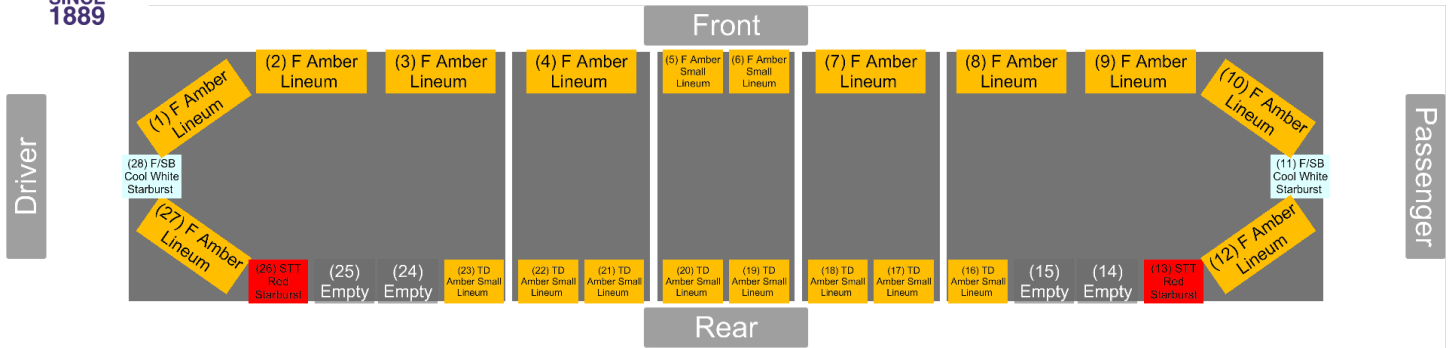 SINCE
1889
Front
(2) F Amber
Lineum
(3) F Amber
Lineum
(4) F Amber
Lineum
(5) F Amber
Small
Lineum
(6) F Amber
Small
Lineum
(7) F Amber
Lineum
(8) F Amber
Lineum
(9) F Amber
Lineum
(1) F Amber
Lineum
(10) F Amber
Lineum
Driver
(28) F/SB
Cool White
Starburst
(11) F/SB
Cool White
Starburst
Passenger
(27) F Amber
Lineum
(12) F Amber
Lineum
(26) STT
Red
Starburst
(25)
Empty
(24)
Empty
(23) TD
Amber Small
Lineum
(22) TD
Amber Small
Lineum
(21) TD
Amber Small
Lineum
(20) TD
Amber Small
Lineum
(19) TD
Amber Small
Lineum
(18) TD
Amber Small
Lineum
(17) TD
Amber Small
Lineum
(16) TD
Amber Small
Lineum
(15)
Empty
(14)
Empty
(13) STT
Red
Starburst
Rear